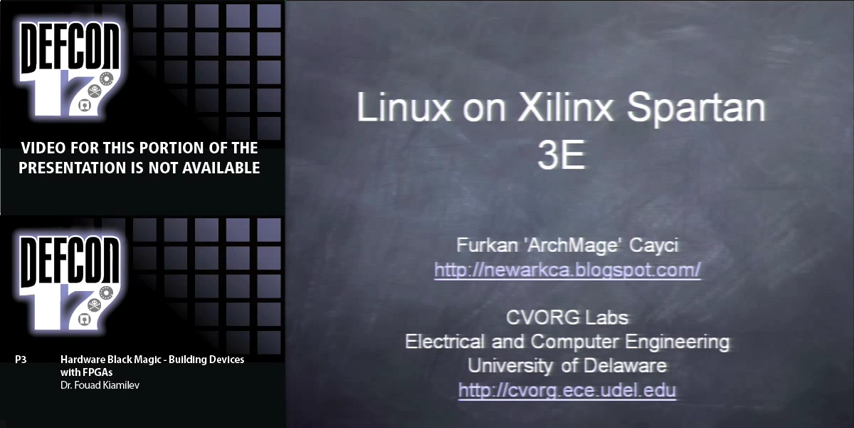 DEFCON
17
VIDEO FOR THIS PORTION OF THE
PRESENTATION IS NOT AVAILABLE
DEFCON
17
P3 Hardware Black Magic - Building Devices
with FPGAs
Dr. Fouad Kiamilev
Linux on Xilinx Spartan
3E
Furkan 'ArchMage' Cayci
http://newarkca.blogspot.com/
CVORG Labs
Electrical and Computer Engineering
University of Delaware
http://cvorg.ece.udel.edu